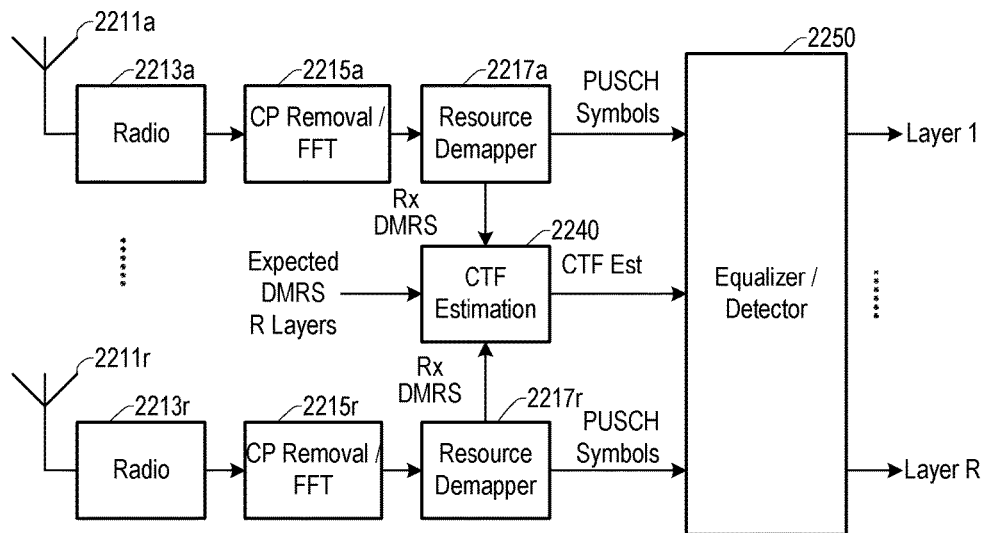 2211a
2213a
2215a
2217a
2250
Radio
CP Removal /
FFT
Resource
Demapper
PUSCH
Symbols
Layer 1
Rx
DMRS
2240
Expected
DMRS
R Layers
CTF
Estimation
CTF Est
Equalizer /
Detector
2211r
2213r
2215r
Rx
DMRS
2217r
Radio
CP Removal /
FFT
Resource
Demapper
PUSCH
Symbols
Layer R